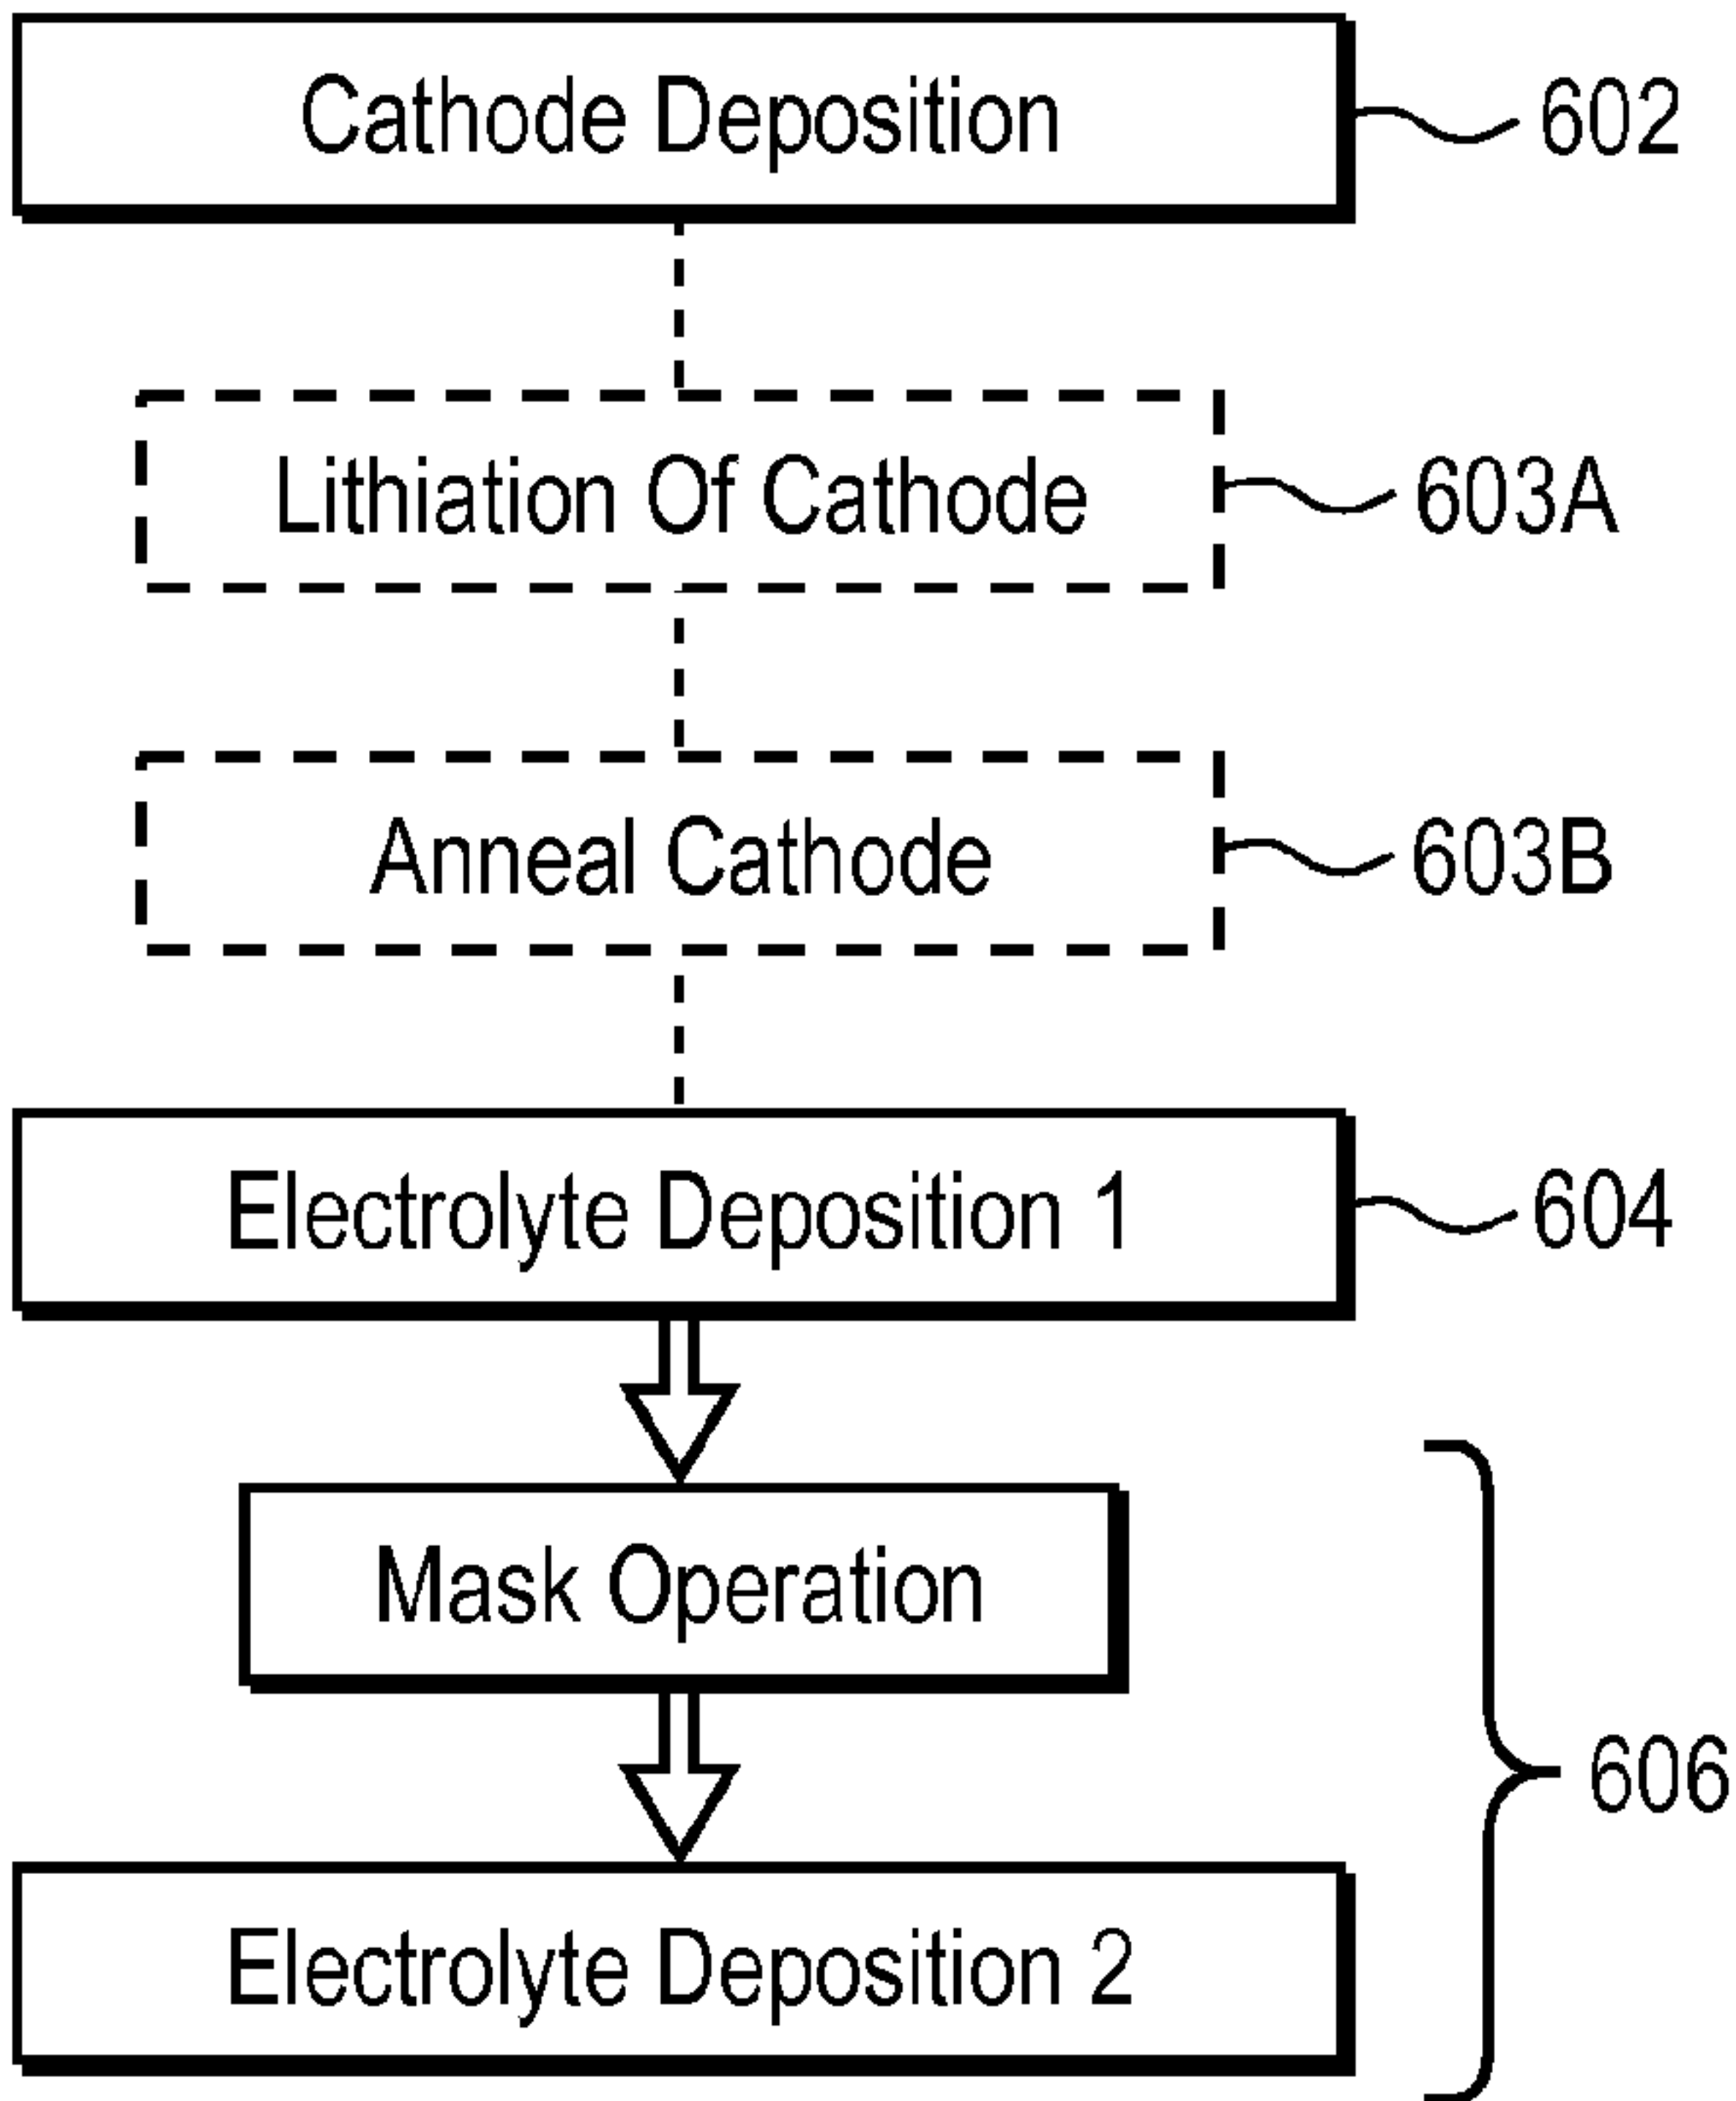 Cathode Deposition 602
Lithiation Of Cathode 603A
Anneal Cathode 603B
Electrolyte Deposition 1 604
Mask Operation
606
Electrolyte Deposition 2